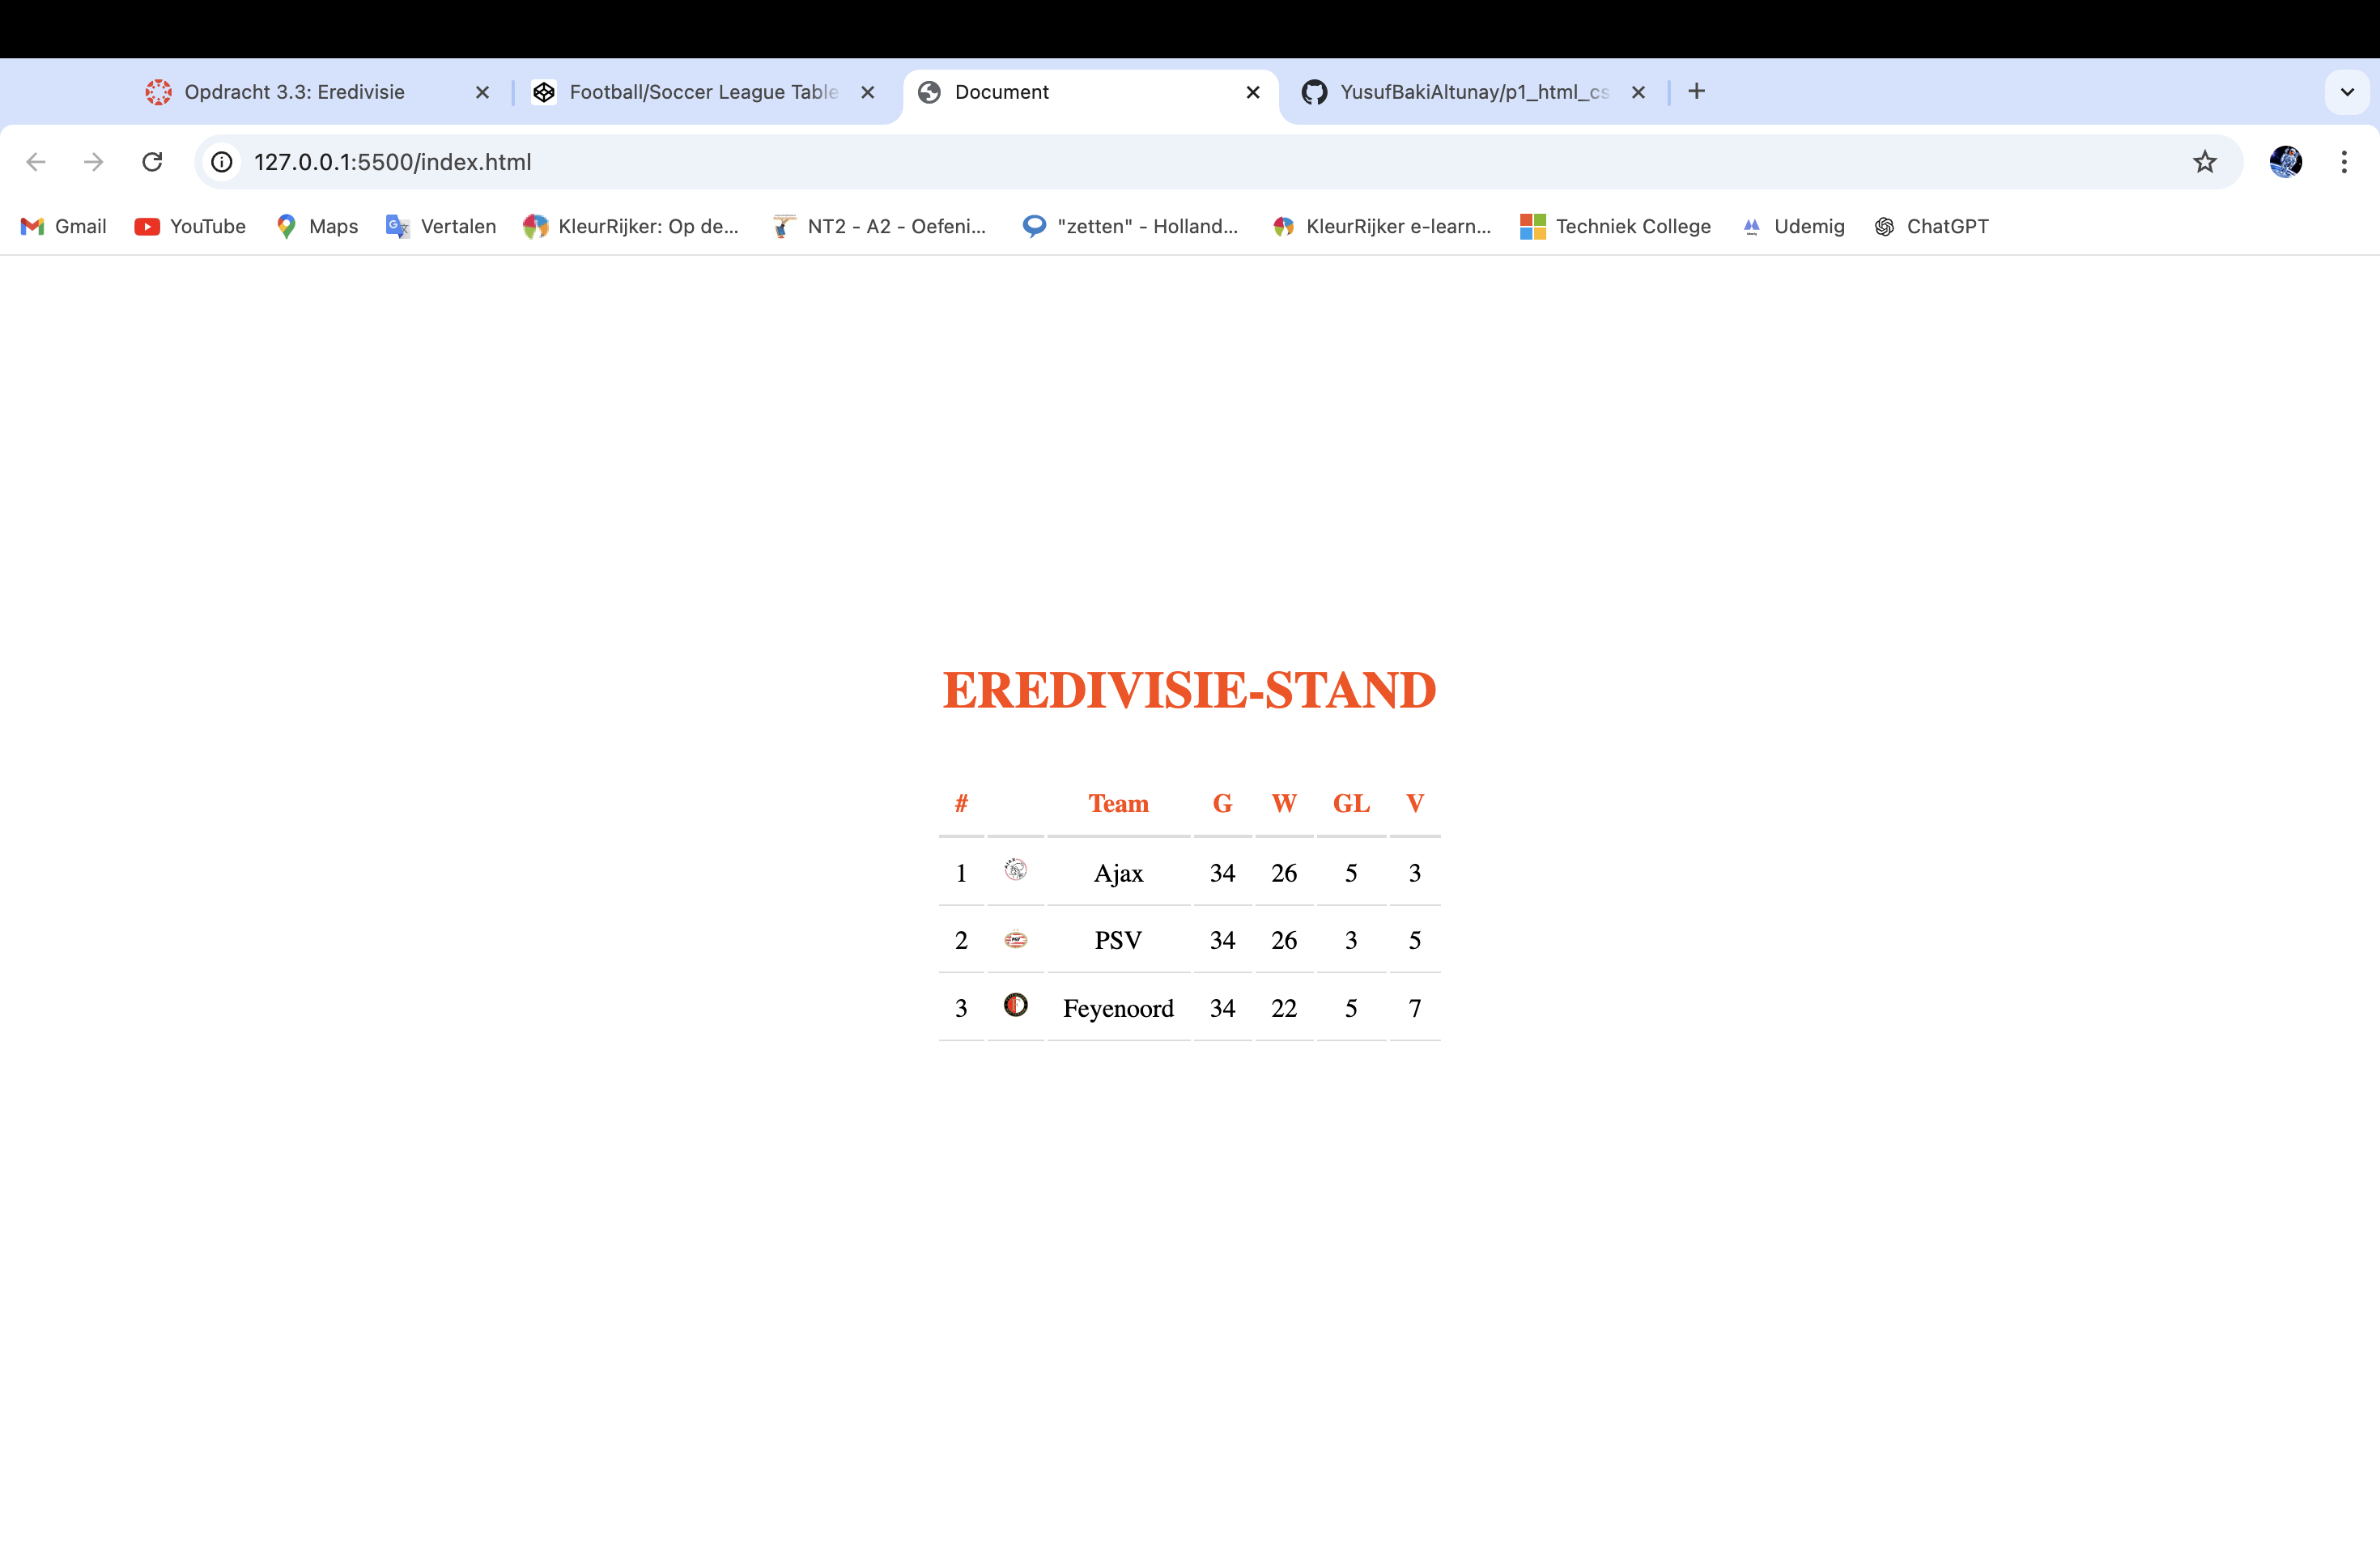 Opdracht 3.3: Eredivisie
Football/Soccer League Table
Document
YusufBakiAltunay/p1_html_cs
127.0.0.1:5500/index.html
Gmail
YouTube
Maps
Vertalen
KleurRijker: Op de...
NT2 - A2 - Oefeni...
"zetten" - Holland...
KleurRijker e-learn...
Techniek College
Udemig
ChatGPT
EREDIVISIE-STAND
# Team G W GL V
1 Ajax 34 26 5 3
2 PSV 34 26 3 5
3 Feyenoord 34 22 5 7